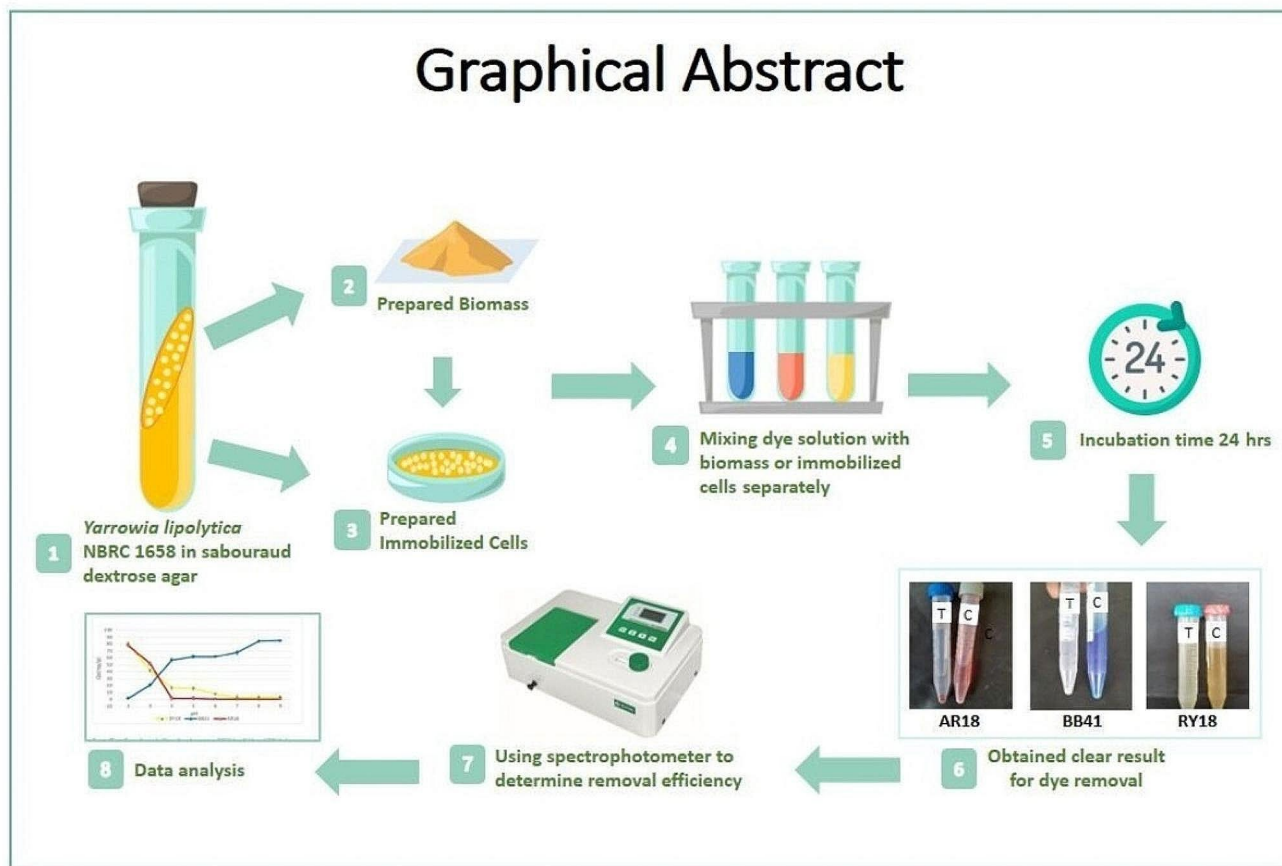 Graphical Abstract
1
Yarrowia lipolytica
NBRC 1658 in sabouraud
dextrose agar
2
Prepared Biomass
3
Prepared
Immobilized Cells
4
Mixing dye solution with
biomass or immobilized
cells separately
24
5
Incubation time 24 hrs
T C
C
AR18
T C
BB41
T C
RY18
6
Obtained clear result
for dye removal
7
Using spectrophotometer to
determine removal efficiency
8
Data analysis